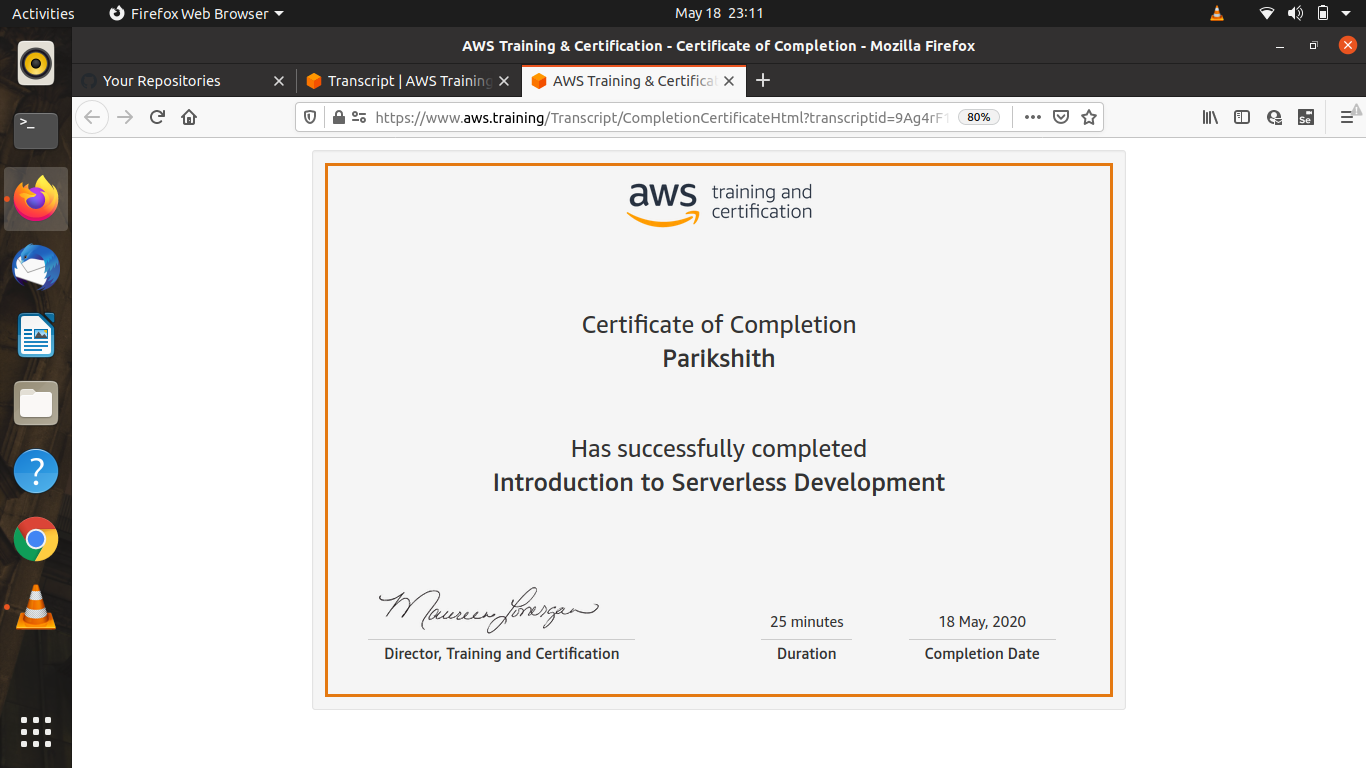 Activities
Firefox Web Browser
May 18 23:11
AWS Training & Certification - Certificate of Completion - Mozilla Firefox
Your Repositories
Transcript | AWS Training
AWS Training & Certificat
https://www.aws.training/Transcript/CompletionCertificateHtml?transcriptid=9Ag4rF1
80%
Se
>_
?
aws training and
certification
Certificate of Completion
Parikshith
Has successfully completed
Introduction to Serverless Development
Maureen Lonergan
25 minutes
18 May, 2020
Director, Training and Certification
Duration
Completion Date